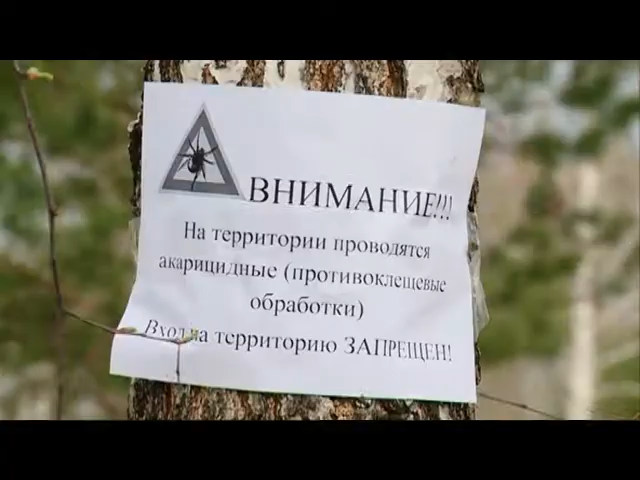 ВНИМАНИЕ!!!
На территории проводятся
акарицидные (противоклещевые
обработки)
Вход на территорию ЗАПРЕЩЕН!